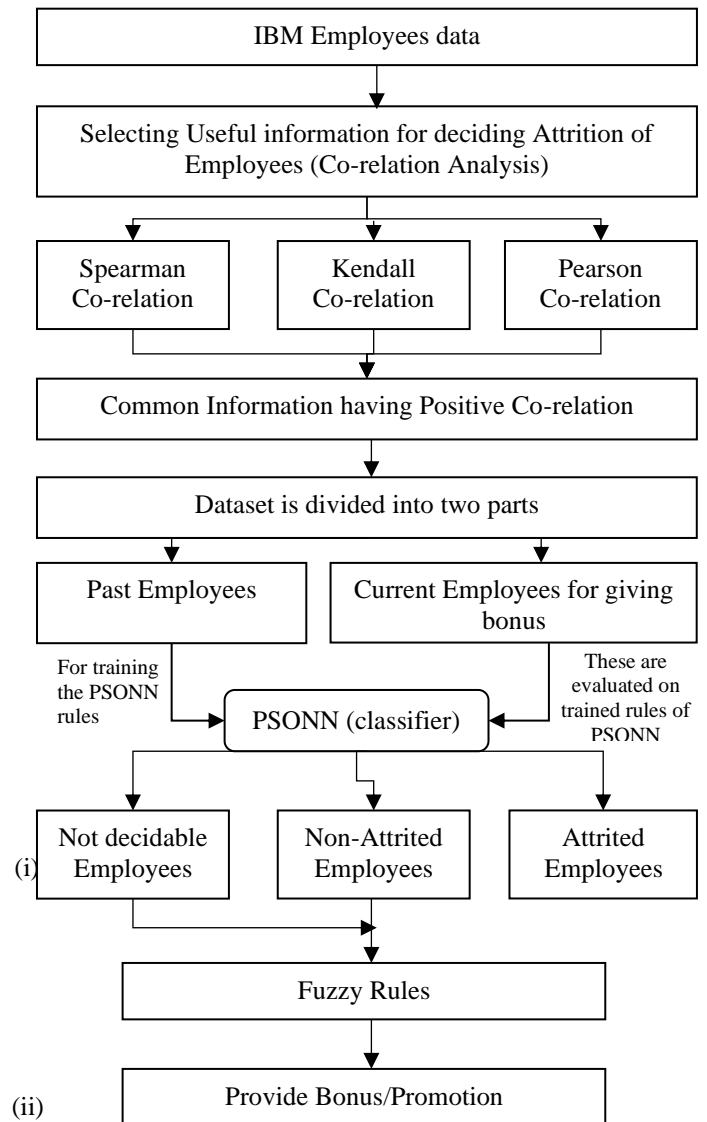 IBM Employees data
Selecting Useful information for deciding Attrition of
Employees (Co-relation Analysis)
Spearman
Co-relation
Kendall
Co-relation
Pearson
Co-relation
Common Information having Positive Co-relation
Dataset is divided into two parts
Past Employees
Current Employees for giving
bonus
For training
the PSONN
rules
These are
evaluated on
trained rules of
PSONN
PSONN (classifier)
Not decidable
Employees
Non-Attrited
Employees
Attrited
Employees
(i)
Fuzzy Rules
Provide Bonus/Promotion
(ii)